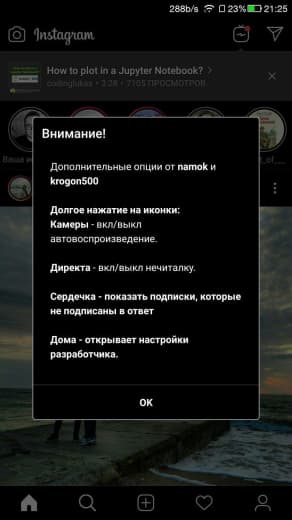 288b/s 3 21:25
Instagram
How to plot in a Jupyter Notebook?
codinglukas • 3:28 • 7105 ПРОСМОТРОВ
Внимание!
Ваша
Дополнительные опции от namok и
krogon500
Долгое нажатие на иконки:
Камеры - вкл/выкл
автовоспроизведение.
Директа - вкл/выкл нечиталку.
Сердечка - показать подписки, которые
не подписаны в ответ
Дома - открывает настройки
разработчика.
OK